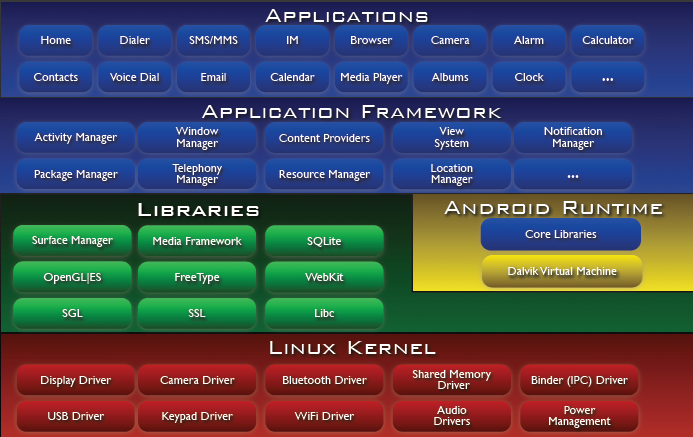 APPLICATIONS
Home Dialer SMS/MMS IM Browser Camera Alarm Calculator
Contacts Voice Dial Email Calendar Media Player Albums Clock ...
APPLICATION FRAMEWORK
Activity Manager Window Manager Content Providers View System Notification Manager
Package Manager Telephony Manager Resource Manager Location Manager ...
LIBRARIES
Surface Manager Media Framework SQLite
OpenGL|ES FreeType WebKit
SGL SSL Libc
ANDROID RUNTIME
Core Libraries
Dalvik Virtual Machine
LINUX KERNEL
Display Driver Camera Driver Bluetooth Driver Shared Memory Driver Binder (IPC) Driver
USB Driver Keypad Driver WiFi Driver Audio Drivers Power Management